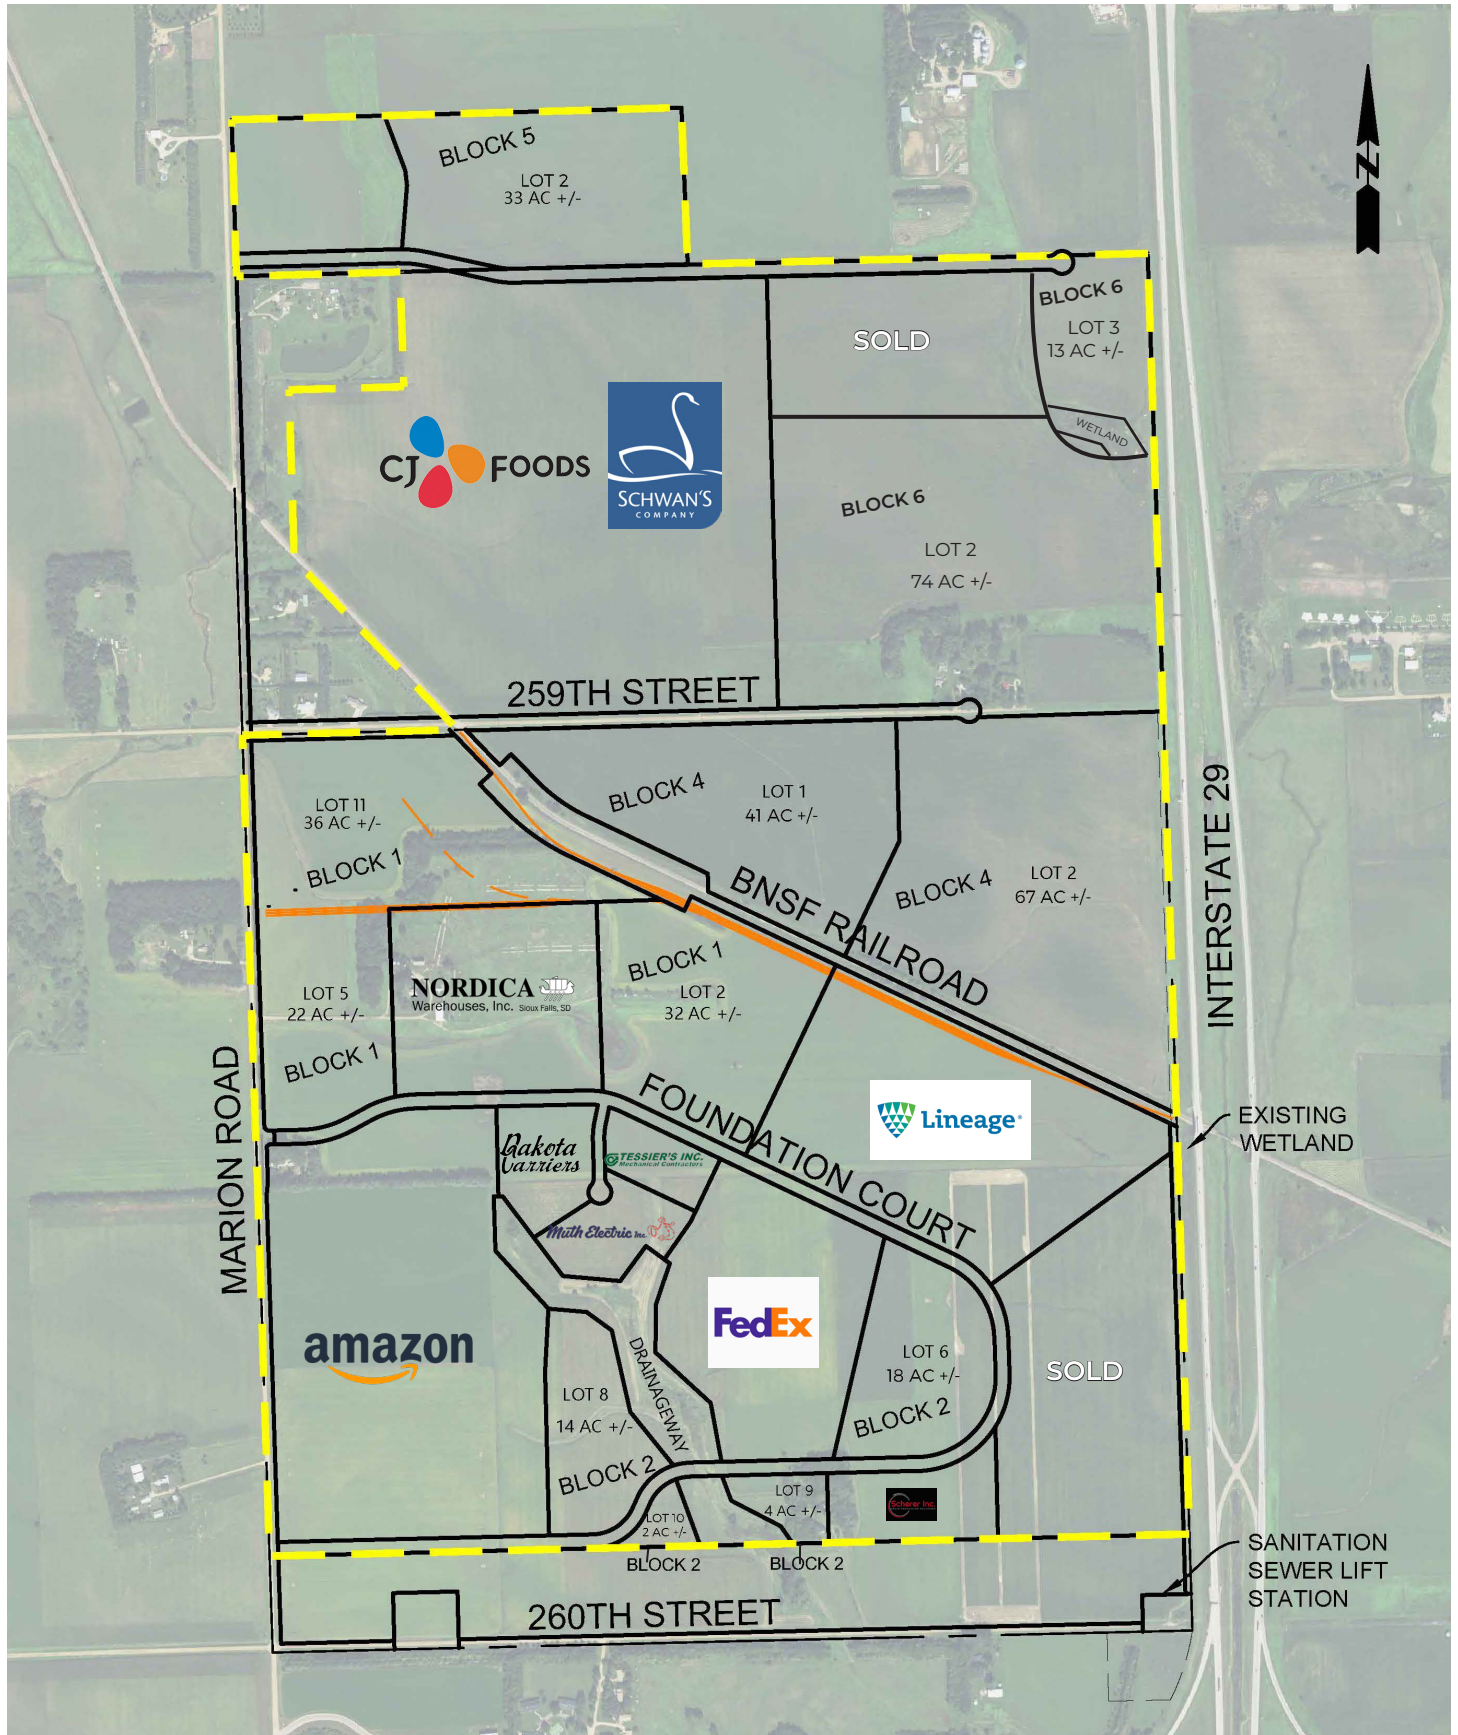 BLOCK 5
LOT 2
33 AC +/-
N
BLOCK 6
LOT 3
13 AC +/-
SOLD
WETLAND
CJ FOODS
SCHWAN'S
COMPANY
BLOCK 6
LOT 2
74 AC +/-
259TH STREET
BLOCK 4
LOT 1
41 AC +/-
LOT 11
36 AC +/-
BLOCK 1
BNSF RAILROAD
BLOCK 4
LOT 2
67 AC +/-
INTERSTATE 29
BLOCK 1
LOT 2
32 AC +/-
NORDICA
Warehouses, Inc. Sioux Falls, SD
LOT 5
22 AC +/-
BLOCK 1
MARION ROAD
FOUNDATION COURT
Lineage
EXISTING
WETLAND
Dakota
Carriers
TESSIER'S INC.
Mechanical Contractors
Muth Electric Inc.
FedEx
amazon
DRAINAGEWAY
LOT 6
18 AC +/-
BLOCK 2
SOLD
LOT 8
14 AC +/-
BLOCK 2
LOT 9
4 AC +/-
LOT 10
2 AC +/-
Scherer Inc.
BLOCK 2
BLOCK 2
SANITATION
SEWER LIFT
STATION
260TH STREET